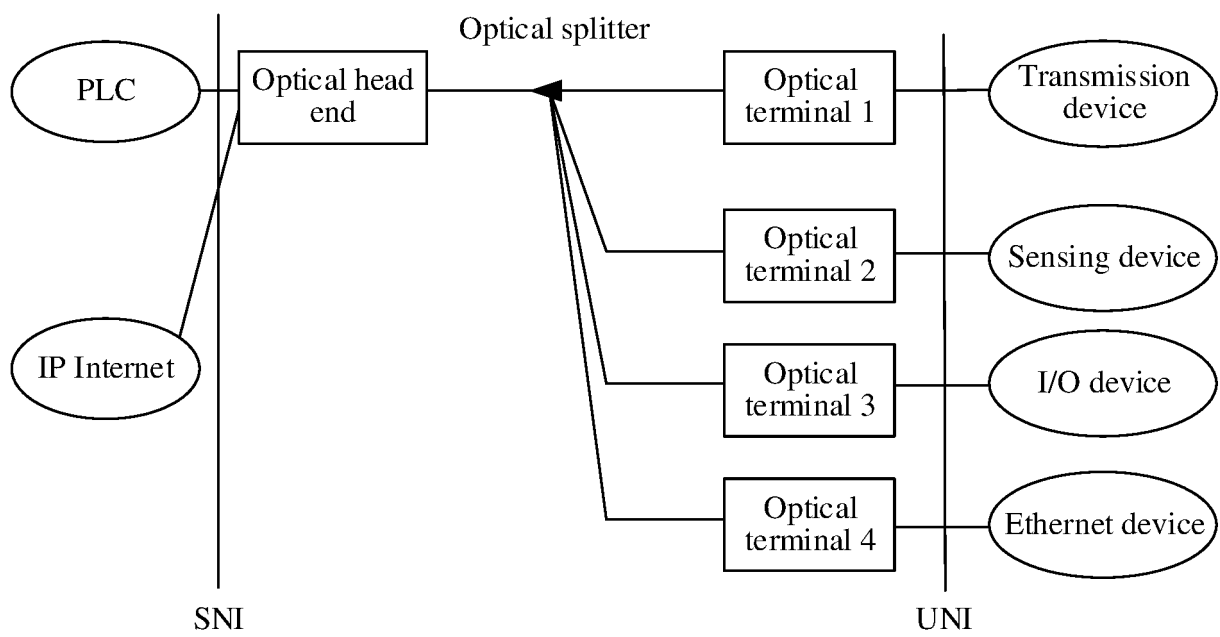 Optical splitter
PLC
Optical head
end
Optical
terminal 1
Transmission
device
Optical
terminal 2
Sensing device
IP Internet
Optical
terminal 3
I/O device
Optical
terminal 4
Ethernet device
SNI
UNI